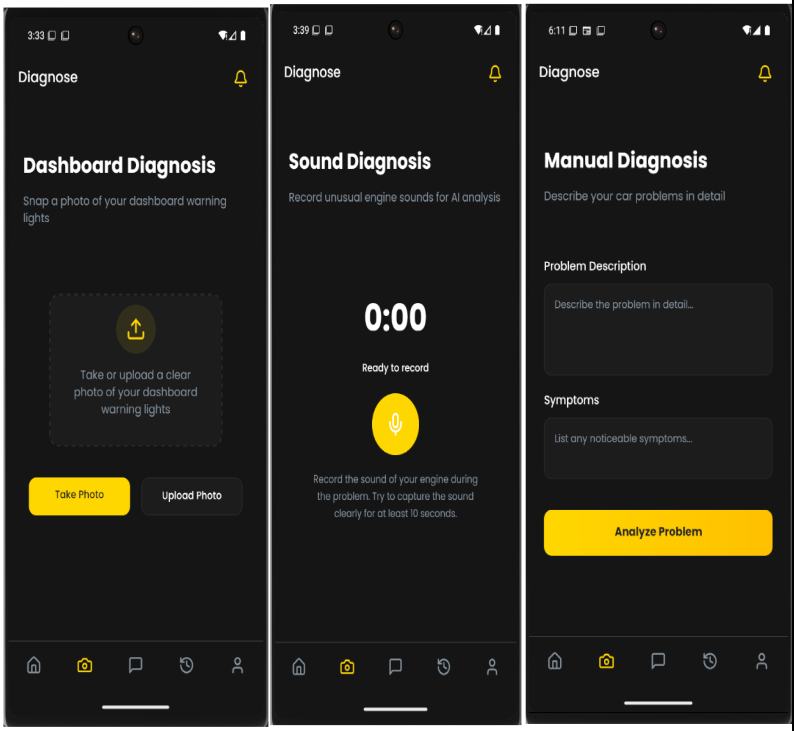 3:33
Diagnose
Dashboard Diagnosis
Snap a photo of your dashboard warning
lights
Take or upload a clear
photo of your dashboard
warning lights
Take Photo
Upload Photo
3:39
Diagnose
Sound Diagnosis
Record unusual engine sounds for AI analysis
0:00
Ready to record
Record the sound of your engine during
the problem. Try to capture the sound
clearly for at least 10 seconds.
6:11
Diagnose
Manual Diagnosis
Describe your car problems in detail
Problem Description
Describe the problem in detail...
Symptoms
List any noticeable symptoms...
Analyze Problem